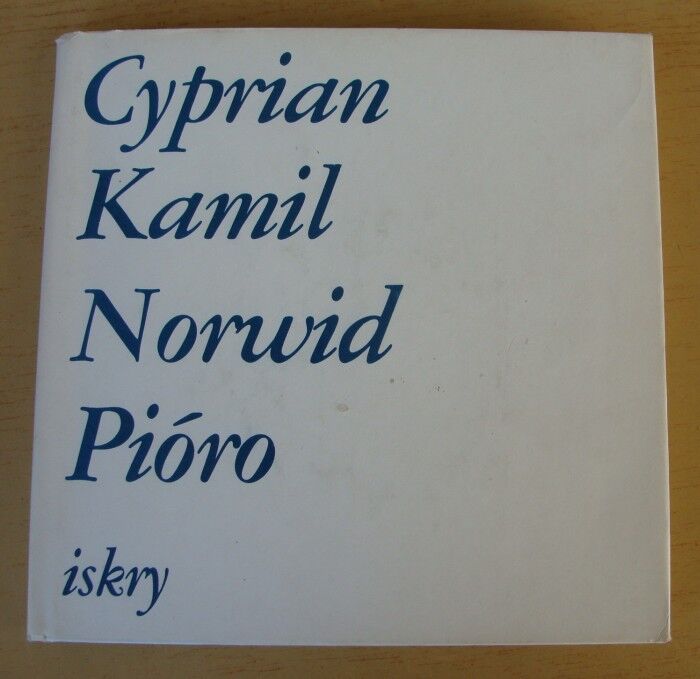 Cyprian
Kamil
Norwid
Pióro
iskry